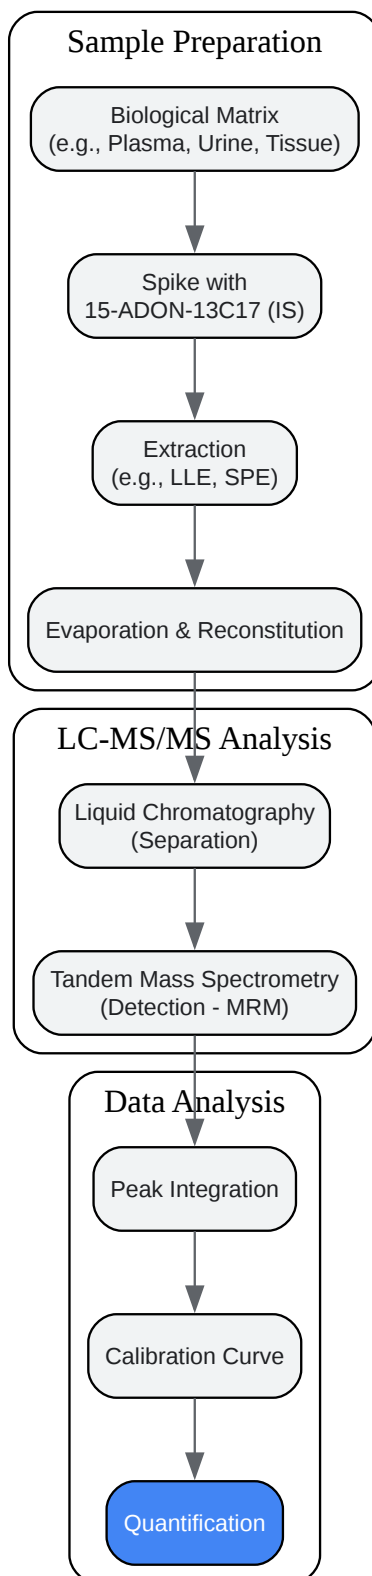 Sample Preparation
Biological Matrix
(e.g., Plasma, Urine, Tissue)
Spike with
15-ADON-13C17 (IS)
Extraction
(e.g., LLE, SPE)
Evaporation & Reconstitution
LC-MS/MS Analysis
Liquid Chromatography
(Separation)
Tandem Mass Spectrometry
(Detection - MRM)
Data Analysis
Peak Integration
Calibration Curve
Quantification